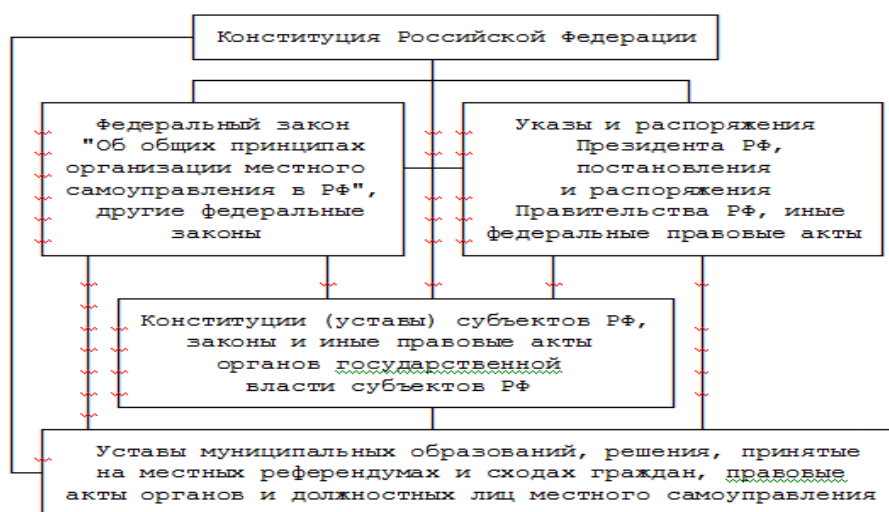 Конституция Российской Федерации
Федеральный закон
"Об общих принципах
организации местного
самоуправления в РФ",
другие федеральные
законы
Указы и распоряжения
Президента РФ,
постановления
и распоряжения
Правительства РФ, иные
федеральные правовые акты
Конституции (уставы) субъектов РФ,
законы и иные правовые акты
органов государственной
власти субъектов РФ
Уставы муниципальных образований, решения, принятые
на местных референдумах и сходах граждан, правовые
акты органов и должностных лиц местного самоуправления